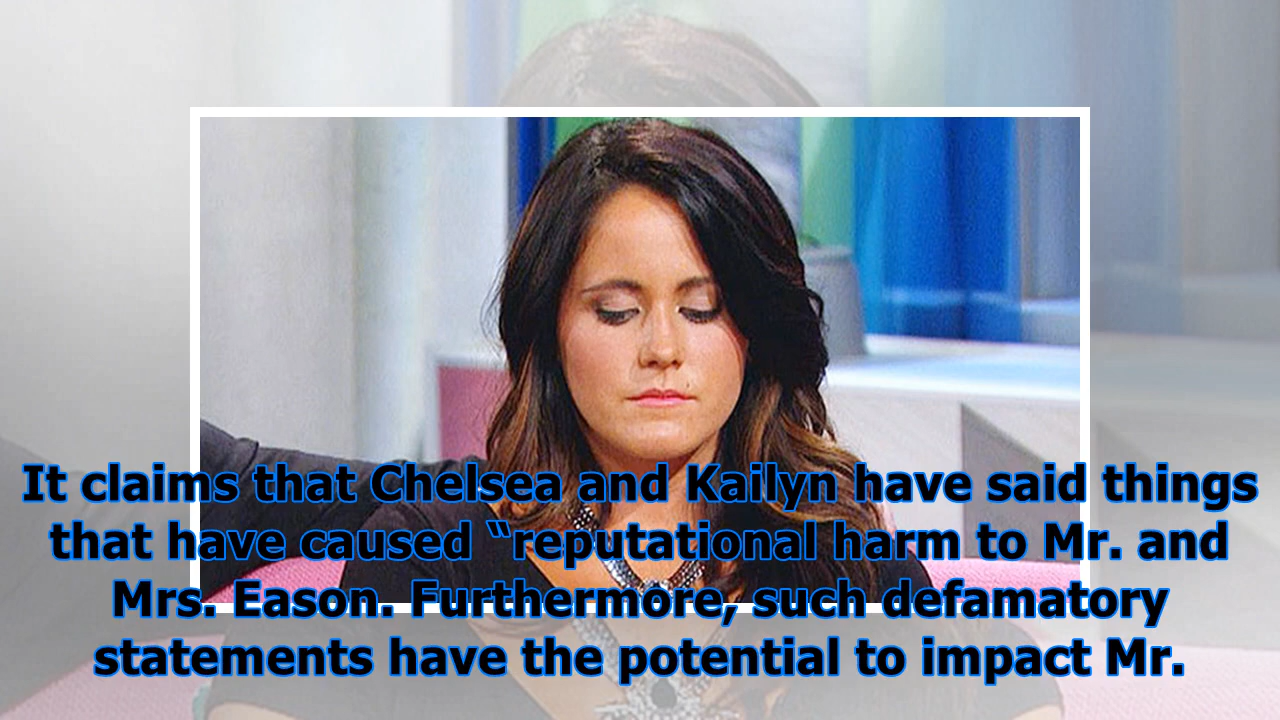 It claims that Chelsea and Kailyn have said things
that have caused “reputational harm to Mr. and
Mrs. Eason. Furthermore, such defamatory
statements have the potential to impact Mr.